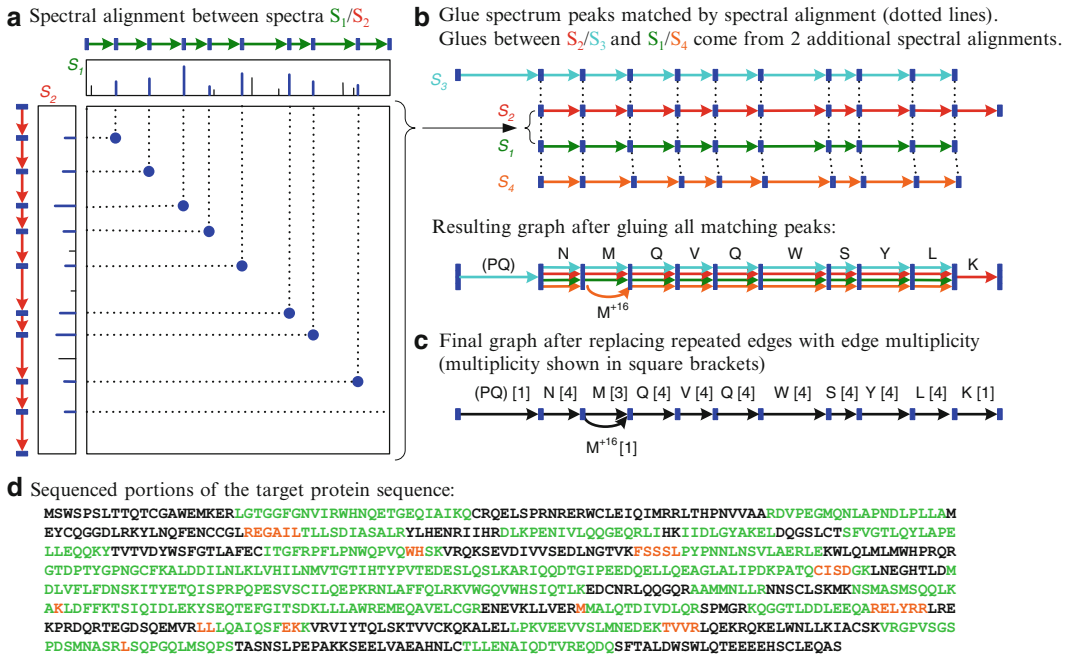 a Spectral alignment between spectra S1/S2
S1
S2
b Glue spectrum peaks matched by spectral alignment (dotted lines).
Glues between S2/S3 and S1/S4 come from 2 additional spectral alignments.
S3
S2
S1
S4
Resulting graph after gluing all matching peaks:
(PQ) N M Q V Q W S Y L K
M+16
c Final graph after replacing repeated edges with edge multiplicity
(multiplicity shown in square brackets)
(PQ) [1] N [4] M [3] Q [4] V [4] Q [4] W [4] S [4] Y [4] L [4] K [1]
M+16[1]
d Sequenced portions of the target protein sequence:
MSWSPSLTTQTCGAWEMKERLGTGGFGNVIRWHNQETGEQIAIKQCRQELSPRNRERWCLEIQIMRRLTHPNVVAARDVPEGMQNLAPNDLPLLAM
EYCQGGDLRKYLNQFENCCGLREGAILTLLSDIASALRYLHENRIIHRDLKPENIVLQQGEQRLIHKIIDLGYAKELDQGSLCTSFVGTLQYLAPE
LLEQQKYTVTVDYWSFGTLAFECITGFRPFLPNWQPVQWHSKVRQKSEVDIVVSEDLNGTVKFSSSLPYPNNLNSVLAERLEKWLQLMLMWHPRQR
GTDPTYGPNGCFKALDDILNLKLVHILNMVTGTIHTYPVTEDESLQSLKARIQQDTGIPEEDQELLQEAGLALIPDKPATQCISDGKLNEGHTLDM
DLVFLFDNSKITYETQISPRPQPESVSCILQEPKRNLAFFQLRKVWGQVWHSIQTLKEDCNRLQQGQRAAMMNLLRNNSCLSKMKNSMASMSQQLK
AKLDFFKTSIQIDLEKYSEQTEFGITSDKLLLAWREMEQAVELCGRENEVKLLVERMMALQTDIVDLQRSPMGRKQGGTLDDLEEQARELYRRLRE
KPRDQRTEGDSQEMVRLLLQAIQSFEKKVRVIYTQLSKTVVCKQKALELLPKVEEVVSLMNEDEKTVVRLQEKRQKELWNLLKIACSKVRGPVSGS
PDSMNASRLSQPGQLMSQPSTASNSLPEPAKKSEELVAEAHNLCTLLENAIQDTVREQDQSFTALDWSWLQTEEEEHSCLEQAS